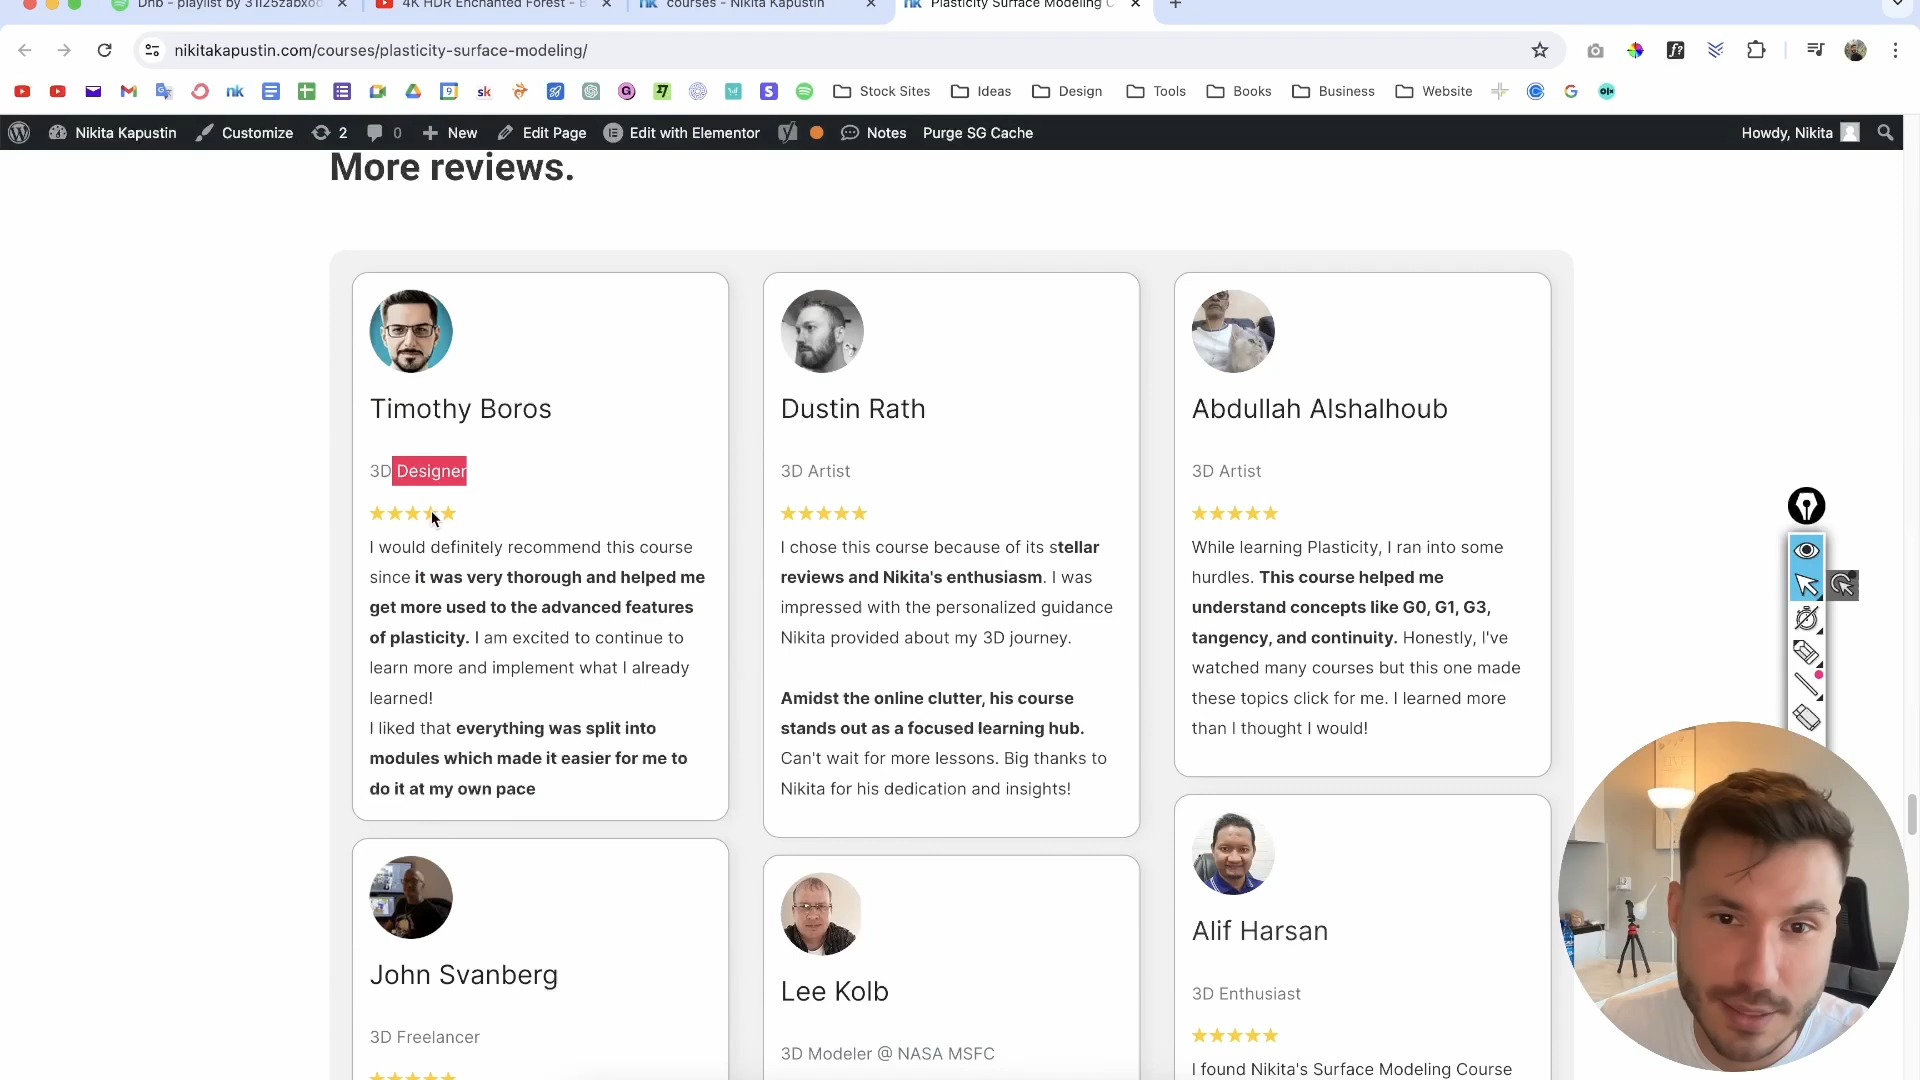 Dnb - playlist by 31l25zabxod
4K HDR Enchanted Forest -
courses - Nikita Kapustin
Plasticity Surface Modeling
nikitakapustin.com/courses/plasticity-surface-modeling/
Stock Sites
Ideas
Design
Tools
Books
Business
Website
Nikita Kapustin
Customize
2
0
New
Edit Page
Edit with Elementor
Notes
Purge SG Cache
Howdy, Nikita
More reviews.
Timothy Boros
3D Designer
★★★★★
I would definitely recommend this course
since it was very thorough and helped me
get more used to the advanced features
of plasticity. I am excited to continue to
learn more and implement what I already
learned!
I liked that everything was split into
modules which made it easier for me to
do it at my own pace
Dustin Rath
3D Artist
★★★★★
I chose this course because of its stellar
reviews and Nikita's enthusiasm. I was
impressed with the personalized guidance
Nikita provided about my 3D journey.
Amidst the online clutter, his course
stands out as a focused learning hub.
Can't wait for more lessons. Big thanks to
Nikita for his dedication and insights!
Abdullah Alshalhoub
3D Artist
★★★★★
While learning Plasticity, I ran into some
hurdles. This course helped me
understand concepts like G0, G1, G3,
tangency, and continuity. Honestly, I've
watched many courses but this one made
these topics click for me. I learned more
than I thought I would!
John Svanberg
3D Freelancer
Lee Kolb
3D Modeler @ NASA MSFC
Alif Harsan
3D Enthusiast
★★★★★
I found Nikita's Surface Modeling Course